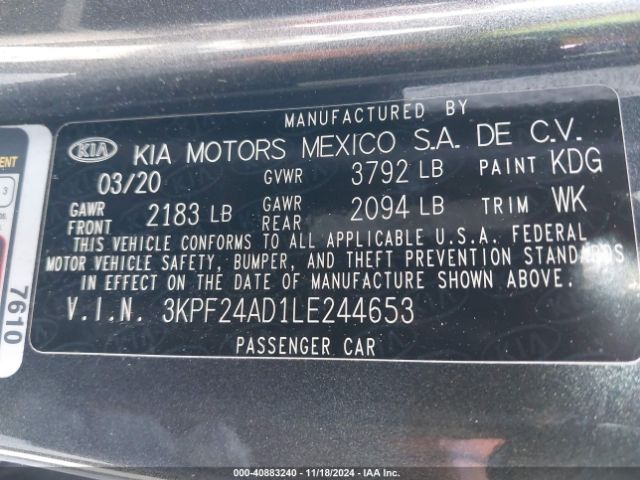 MANUFACTURED BY
KIA KIA MOTORS MEXICO S.A. DE C.V.
03/20 GVWR 3792 LB PAINT KDG
GAWR FRONT 2183 LB GAWR REAR 2094 LB TRIM WK
THIS VEHICLE CONFORMS TO ALL APPLICABLE U.S.A. FEDERAL
MOTOR VEHICLE SAFETY, BUMPER, AND THEFT PREVENTION STANDARDS
IN EFFECT ON THE DATE OF MANUFACTURE SHOWN ABOVE.
V.I.N. 3KPF24AD1LE244653
PASSENGER CAR
3
7610
000-40883240 - 11/18/2024 - IAA Inc.